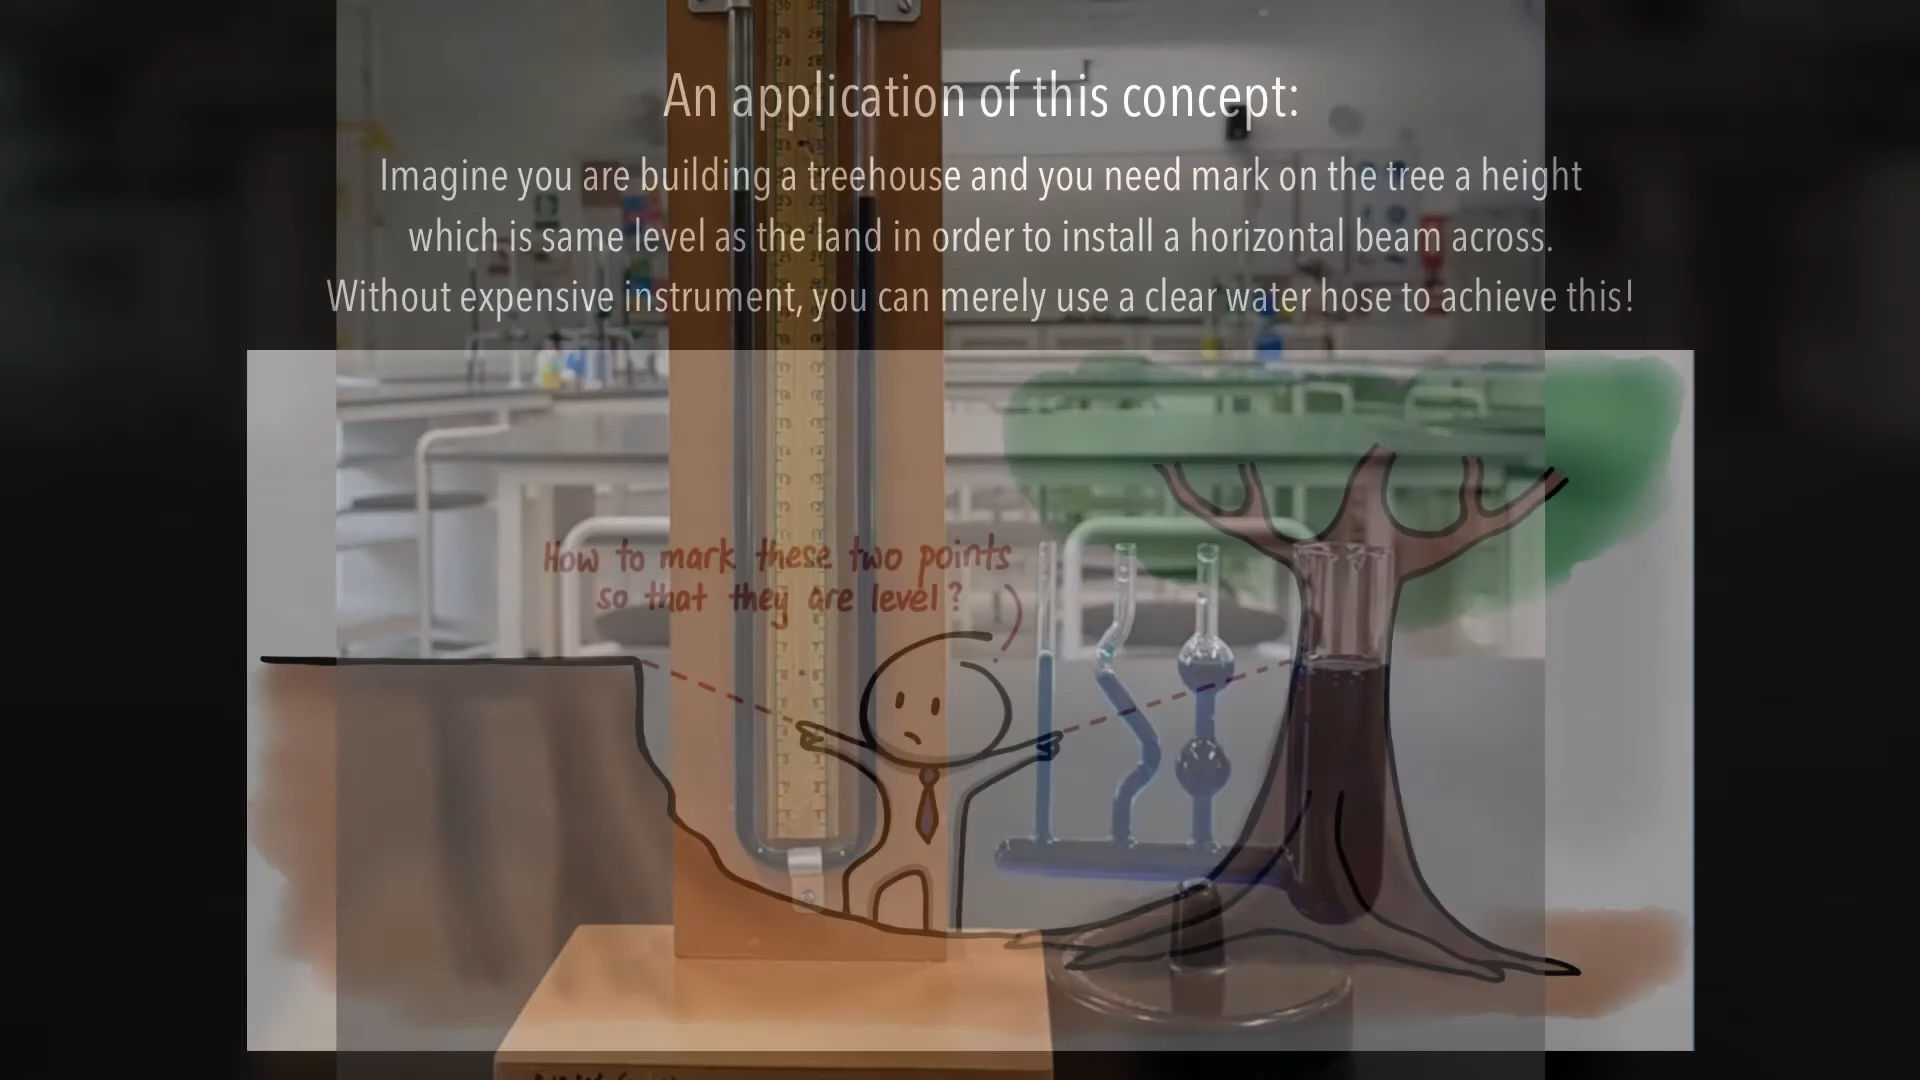 An application of this concept:
Imagine you are building a treehouse and you need mark on the tree a height
which is same level as the land in order to install a horizontal beam across.
Without expensive instrument, you can merely use a clear water hose to achieve this!
How to mark these two points
so that they are level?